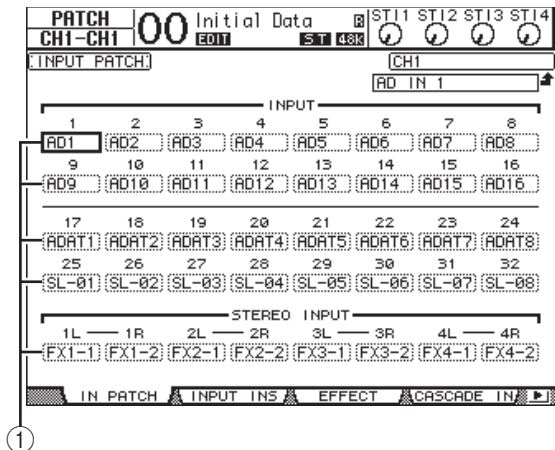 PATCH 00 Initial Data R STI1 STI2 STI3 STI4
CH1-CH1 EDIT ST 48k
INPUT PATCH CH1
AD IN 1
INPUT
1 2 3 4 5 6 7 8
AD1 AD2 AD3 AD4 AD5 AD6 AD7 AD8
9 10 11 12 13 14 15 16
AD9 AD10 AD11 AD12 AD13 AD14 AD15 AD16
17 18 19 20 21 22 23 24
ADAT1 ADAT2 ADAT3 ADAT4 ADAT5 ADAT6 ADAT7 ADAT8
25 26 27 28 29 30 31 32
SL-01 SL-02 SL-03 SL-04 SL-05 SL-06 SL-07 SL-08
STEREO INPUT
1L — 1R 2L — 2R 3L — 3R 4L — 4R
FX1-1 FX1-2 FX2-1 FX2-2 FX3-1 FX3-2 FX4-1 FX4-2
IN PATCH INPUT INS EFFECT CASCADE IN
①